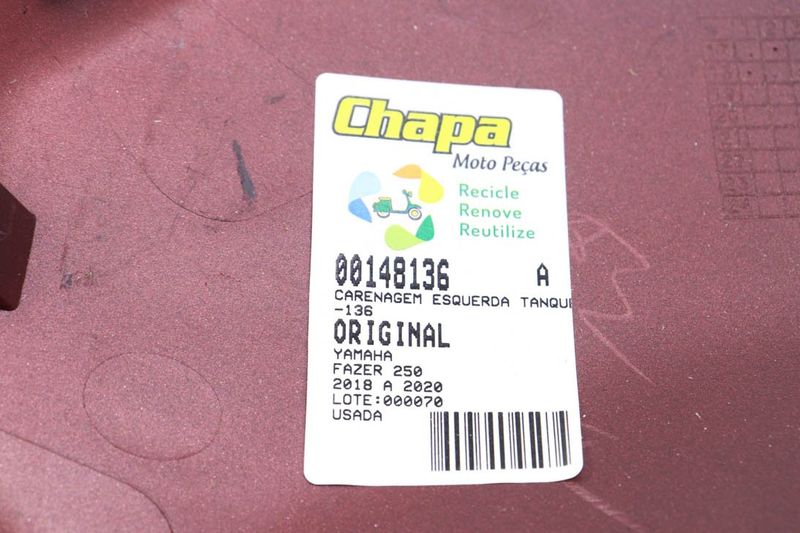 Chapa
Moto Peças
Recicle
Renove
Reutilize
00148136 A
CARENAGEM ESQUERDA TANQUE
-136
ORIGINAL
YAMAHA
FAZER 250
2018 A 2020
LOTE:000070
USADA